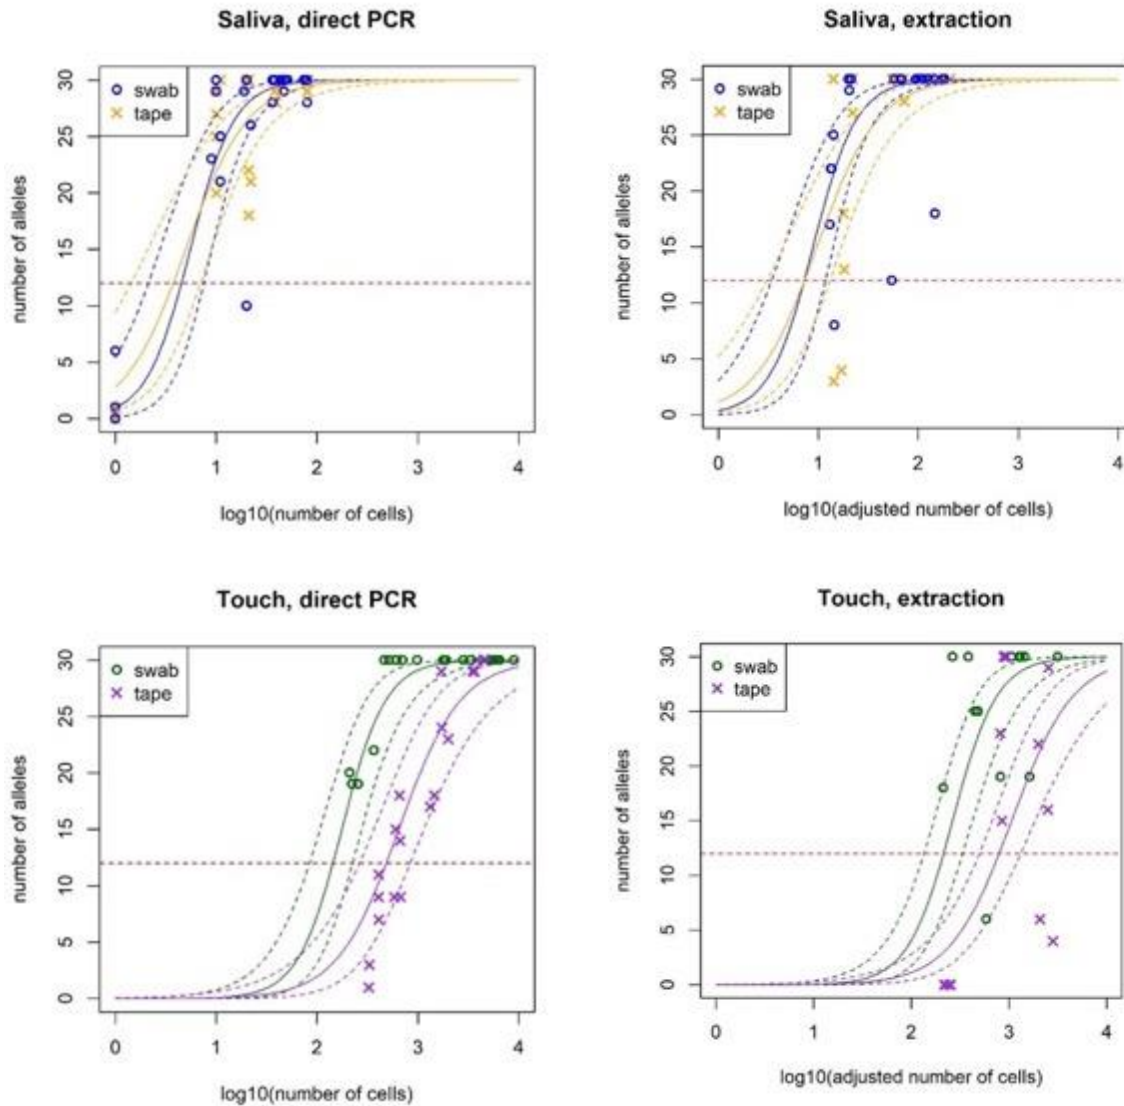 Saliva, direct PCR
number of alleles
30
25
20
15
10
5
0
swab
tape
0 1 2 3 4
log10(number of cells)
Saliva, extraction
number of alleles
30
25
20
15
10
5
0
swab
tape
0 1 2 3 4
log10(adjusted number of cells)
Touch, direct PCR
number of alleles
30
25
20
15
10
5
0
swab
tape
0 1 2 3 4
log10(number of cells)
Touch, extraction
number of alleles
30
25
20
15
10
5
0
swab
tape
0 1 2 3 4
log10(adjusted number of cells)